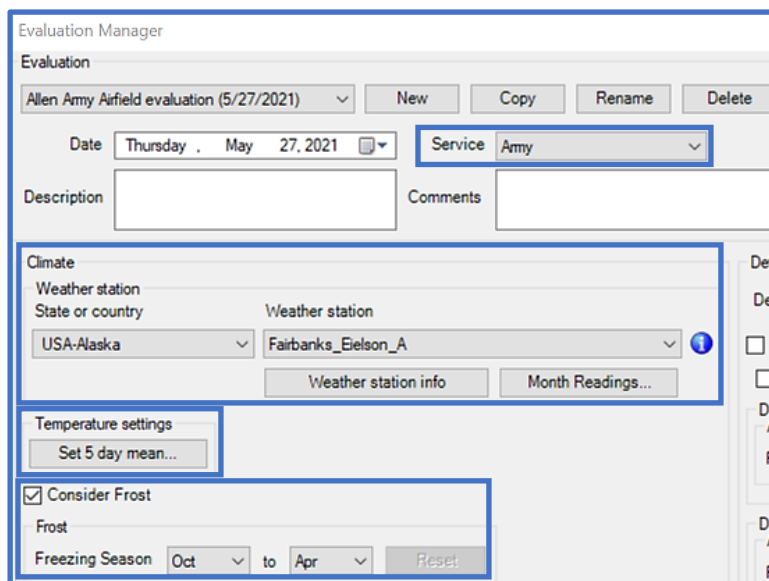 Evaluation Manager
Evaluation
Allen Army Airfield evaluation (5/27/2021) New Copy Rename Delete
Date Thursday , May 27, 2021 Service Army
Description Comments
Climate De
Weather station
State or country Weather station De
USA-Alaska Fairbanks_Eielson_A
Weather station info Month Readings...
Temperature settings D
Set 5 day mean...
Consider Frost
Frost D
Freezing Season Oct to Apr Reset